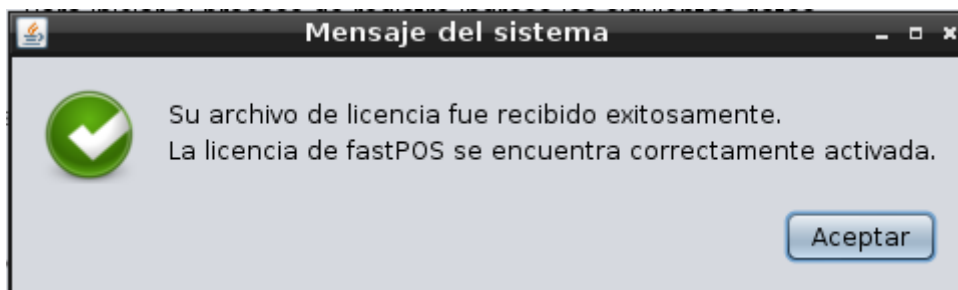 Mensaje del sistema
Su archivo de licencia fue recibido exitosamente.
La licencia de fastPOS se encuentra correctamente activada.
Aceptar